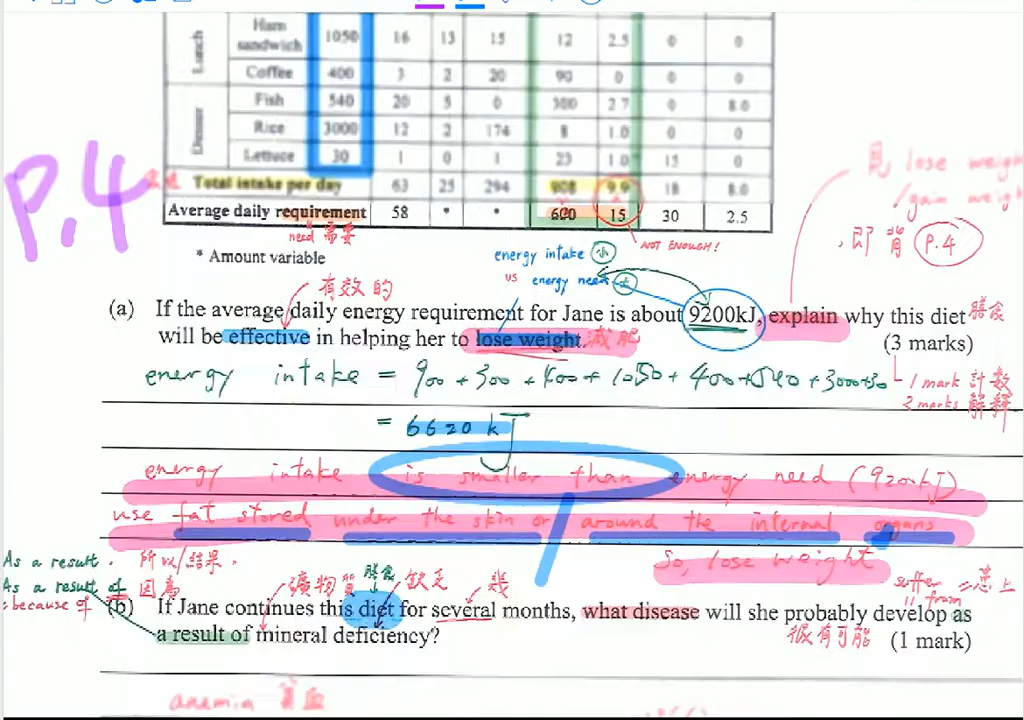 Lunch
Ham sandwich 1050 16 13 15 12 2.5 0 0
Coffee 400 3 2 20 90 0 0 0
Dinner
Fish 540 20 5 0 300 2.7 0 8.0
Rice 3000 12 2 174 8 1.0 0 0
Lettuce 30 1 0 1 23 1.0 15 0
Total intake per day 63 25 294 908 9.9 18 8.0
Average daily requirement 58 * * 600 15 30 2.5
P.4
need 需要
NOT ENOUGH!
見 lose weight
/gain weight
即 背 P.4
* Amount variable
energy intake 小
vs energy need 大
有效的
(a) If the average daily energy requirement for Jane is about 9200kJ, explain why this diet 膳食
will be effective in helping her to lose weight. 減肥 (3 marks)
1 mark 計數
2 marks 解釋
energy intake = 900 + 300 + 400 + 1050 + 400 + 540 + 3000 + 30
= 6620 kJ
energy intake is smaller than energy need (9200kJ)
use fat stored under the skin or around the internal organs
So, lose weight
As a result. 所以/結果.
As a result of 因為
: because of
礦物質 膳食 缺乏 幾
suffer from = 患上
(b) If Jane continues this diet for several months, what disease will she probably develop as
a result of mineral deficiency? 很有可能 (1 mark)
anemia 貧血